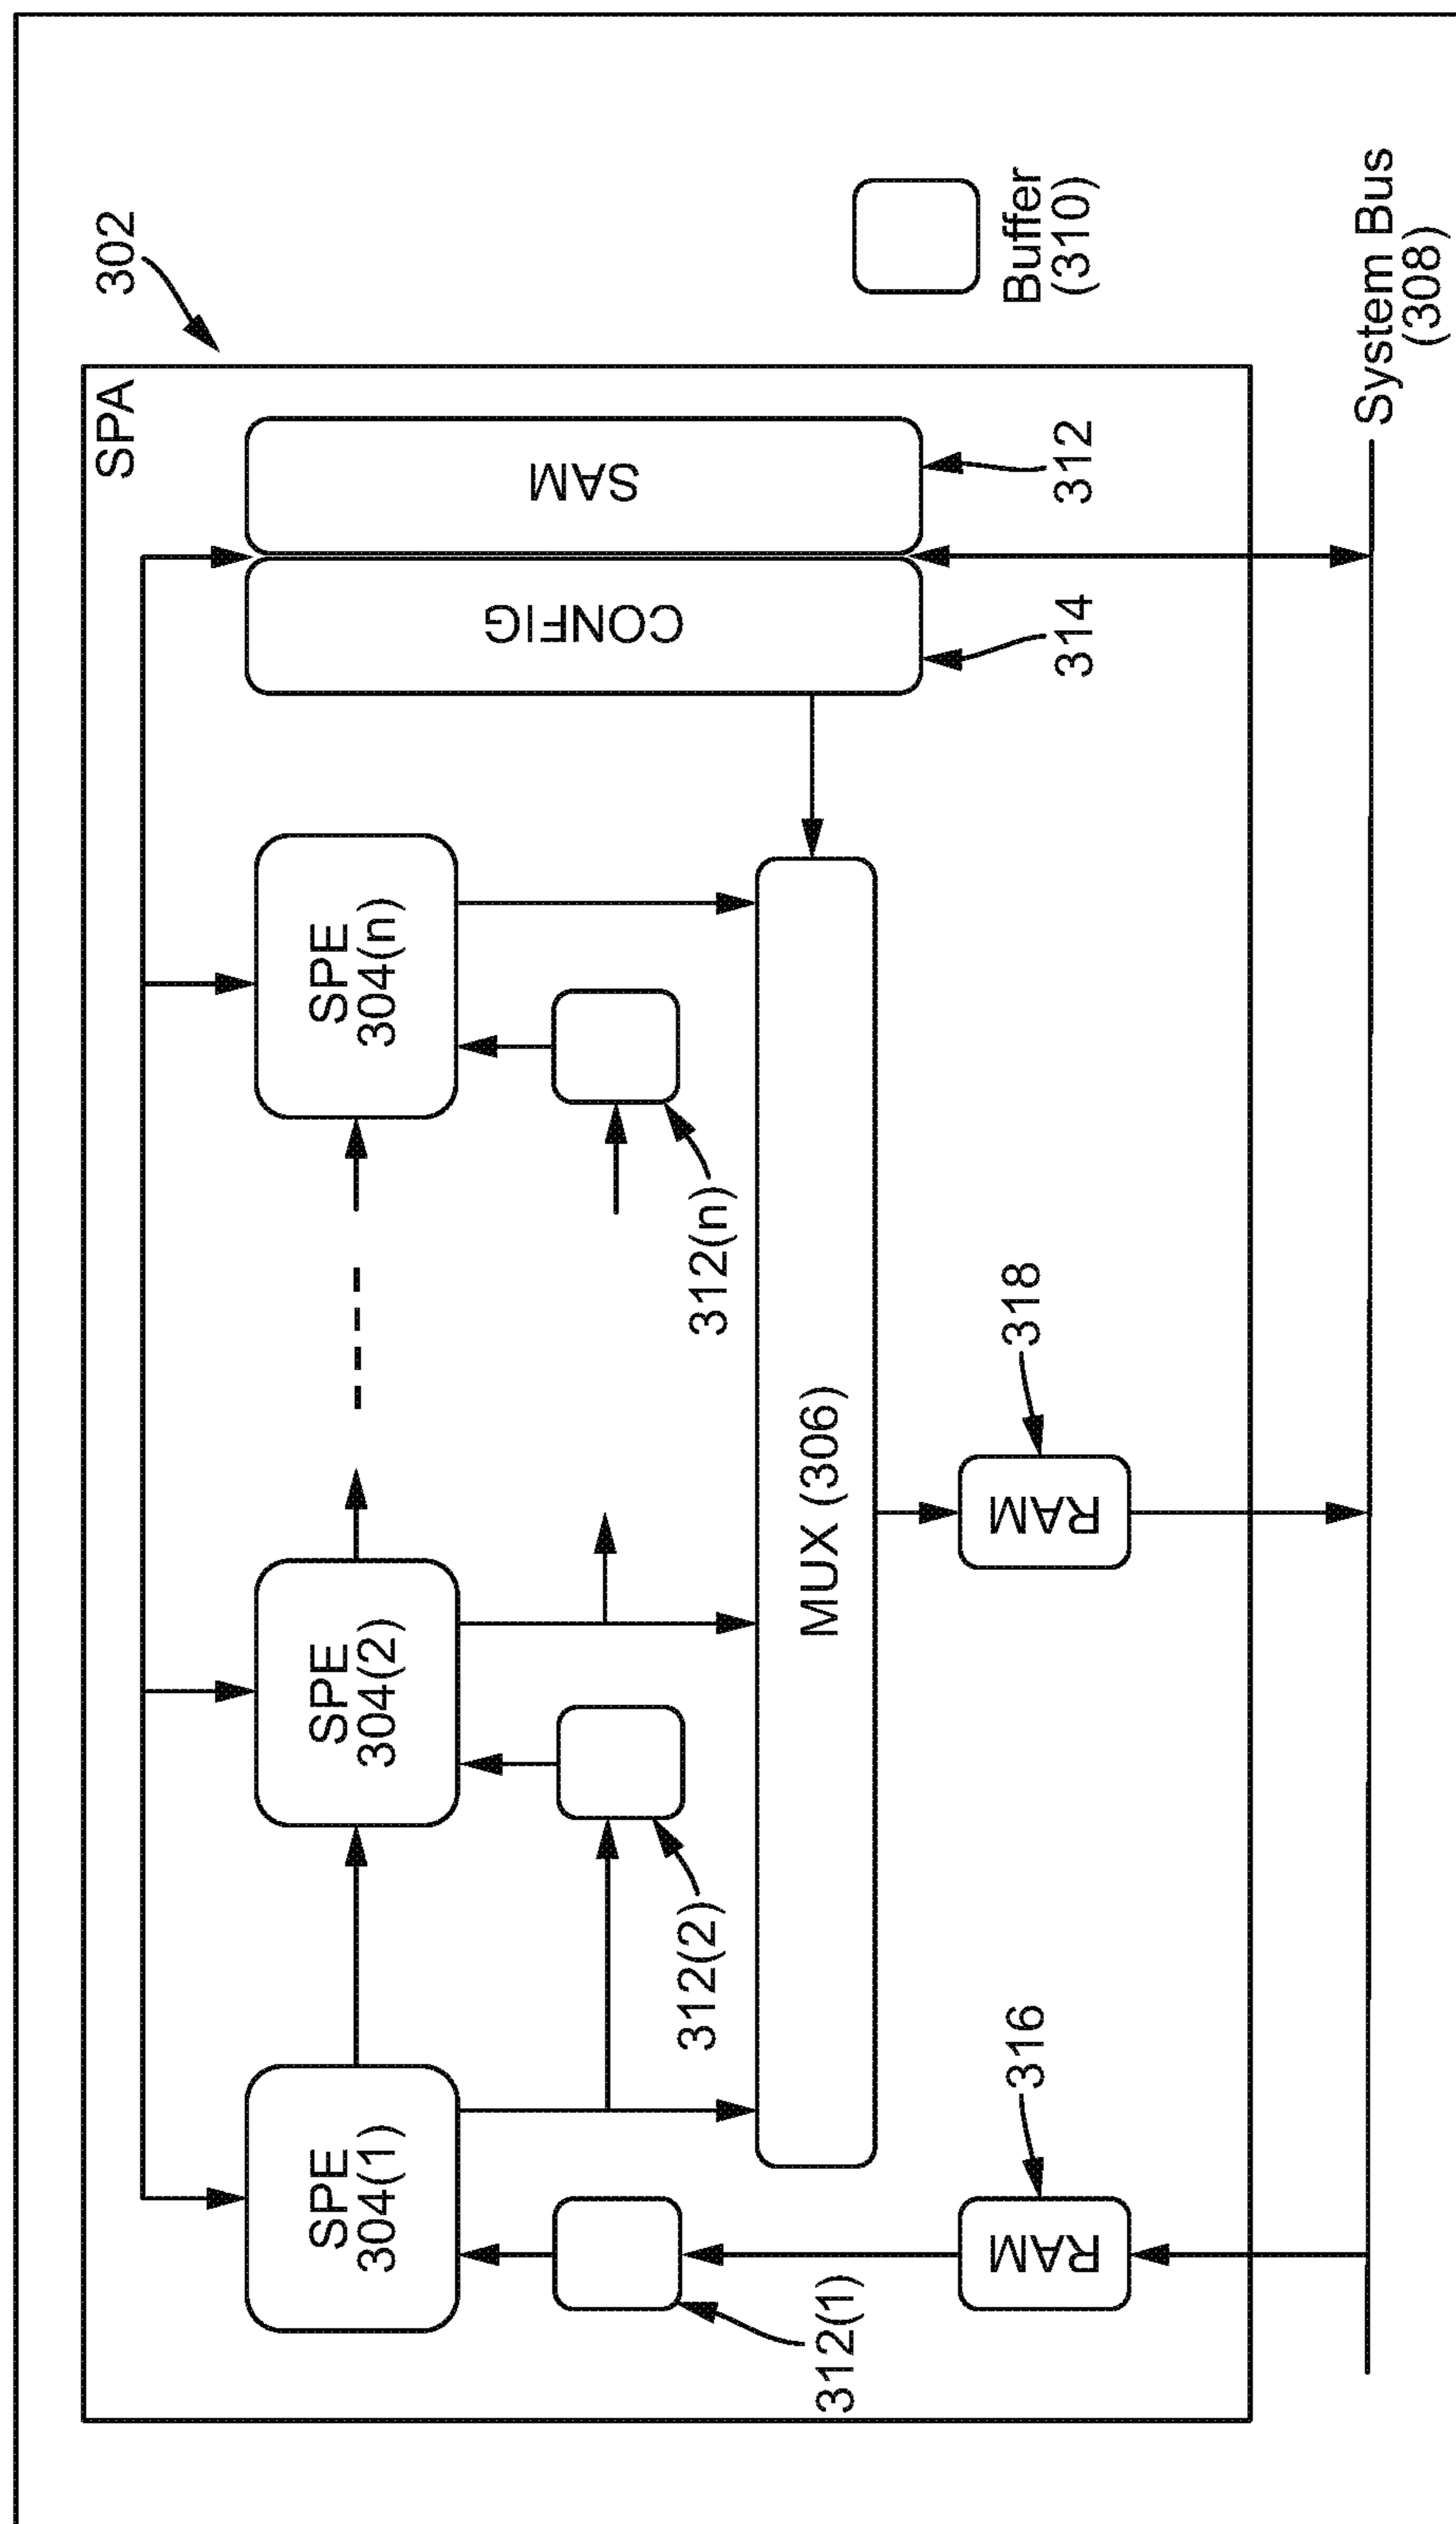 302
SPA
SPE
304(1)
SPE
304(2)
SPE
304(n)
CONFIG
SAM
Buffer
(310)
312(1)
312(2)
312(n)
MUX (306)
314
312
RAM
316
RAM
318
System Bus
(308)